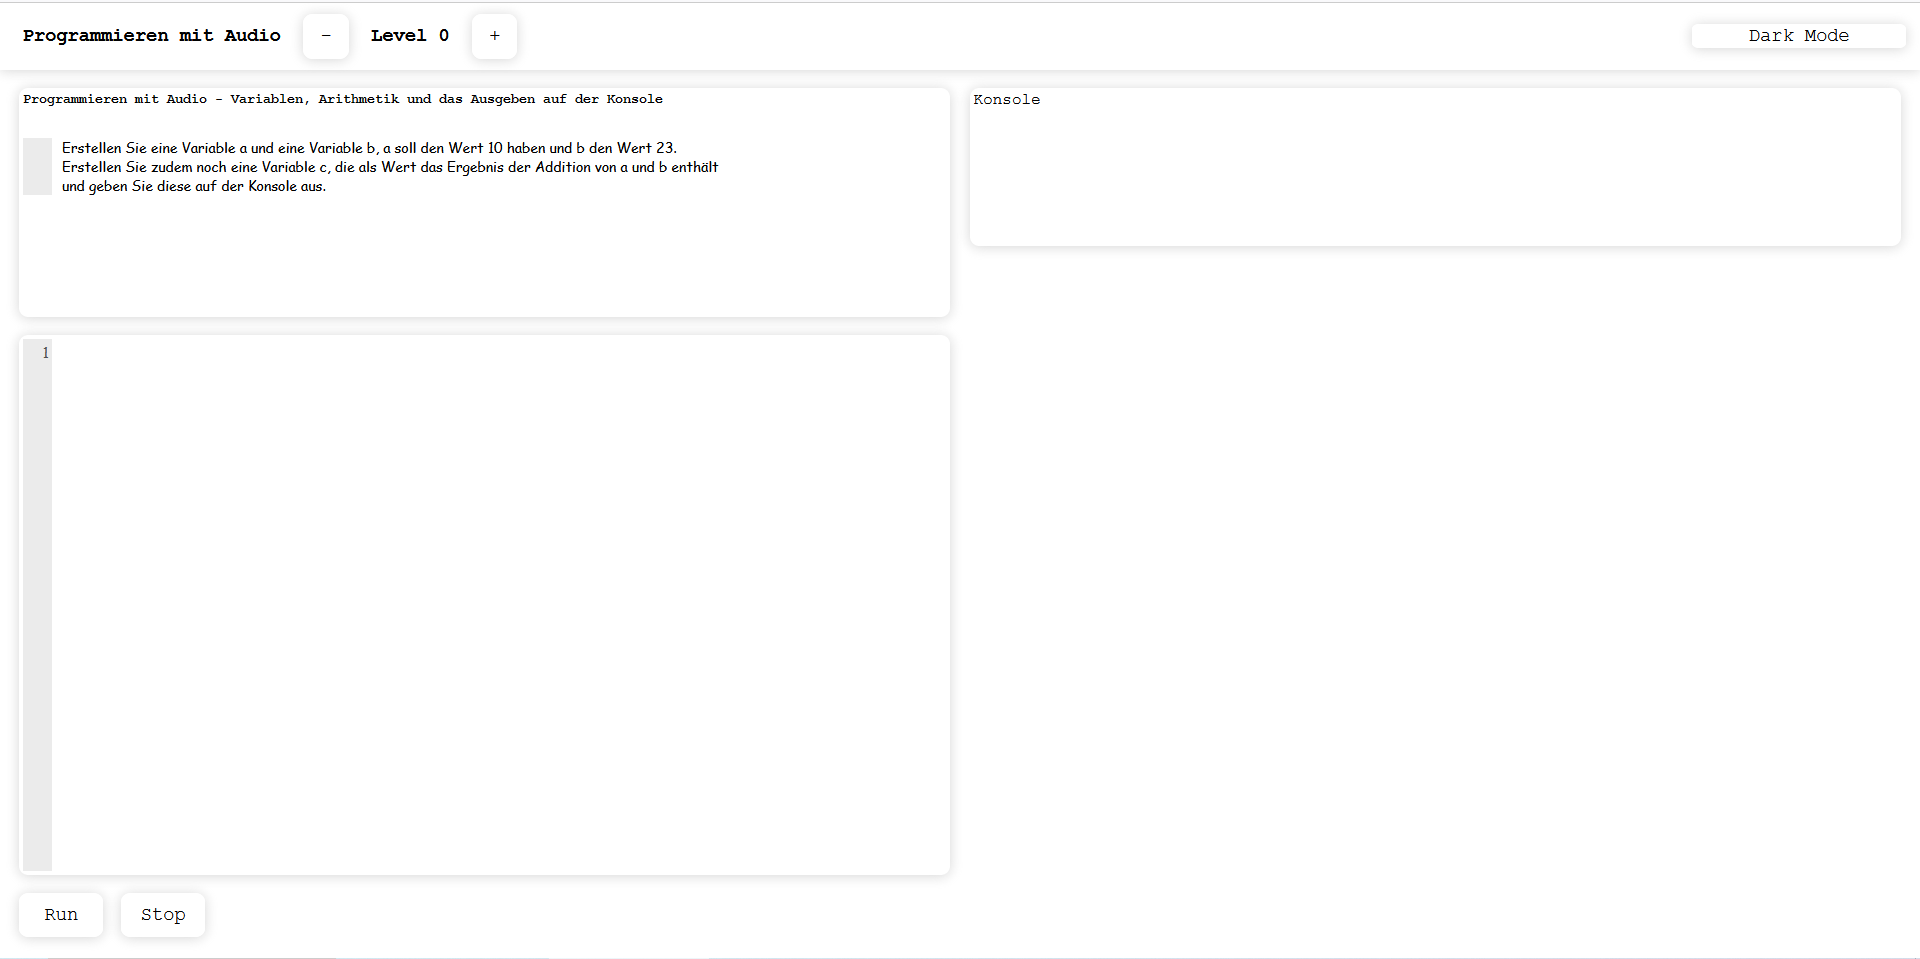 Programmieren mit Audio - Level 0 + Dark Mode
Programmieren mit Audio - Variablen, Arithmetik und das Ausgeben auf der Konsole
Erstellen Sie eine Variable a und eine Variable b, a soll den Wert 10 haben und b den Wert 23.
Erstellen Sie zudem noch eine Variable c, die als Wert das Ergebnis der Addition von a und b enthält
und geben Sie diese auf der Konsole aus.
Konsole
1
Run Stop